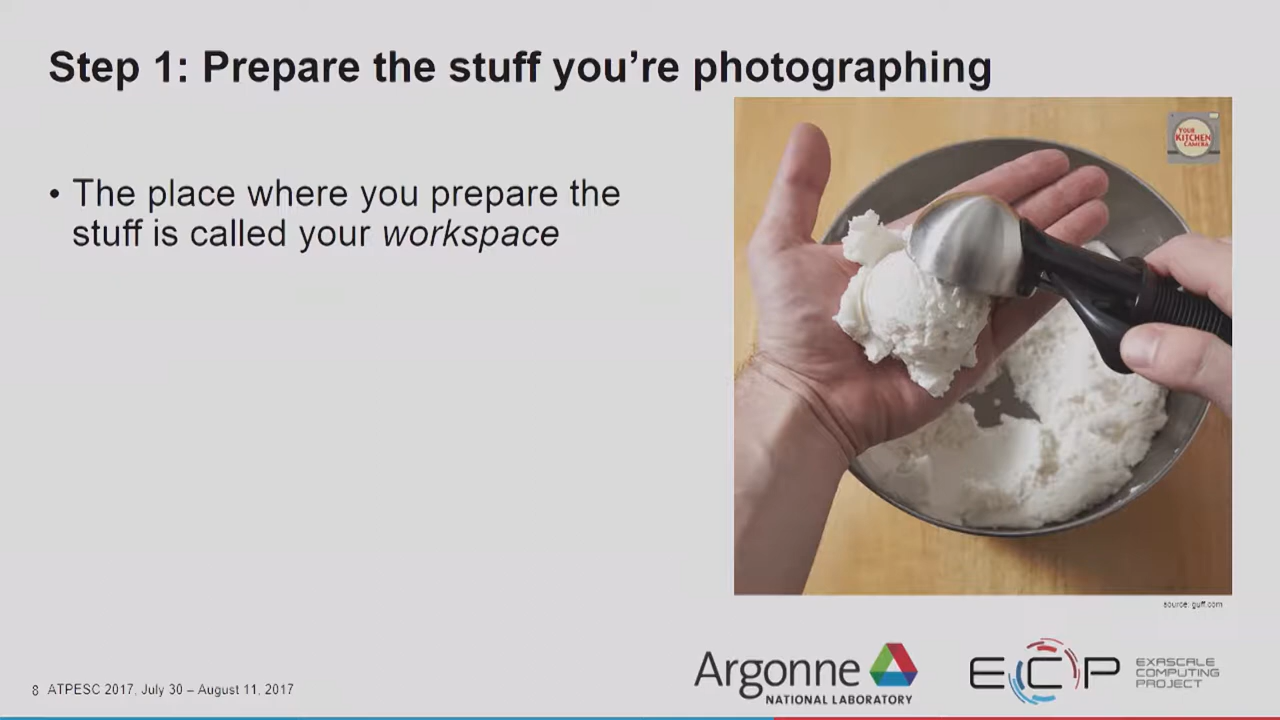 Step 1: Prepare the stuff you're photographing
• The place where you prepare the
stuff is called your workspace
YOUR
KITCHEN
CAMERA
source: guff.com
Argonne
NATIONAL LABORATORY
ECP
EXASCALE
COMPUTING
PROJECT
8 ATPESC 2017, July 30 – August 11, 2017